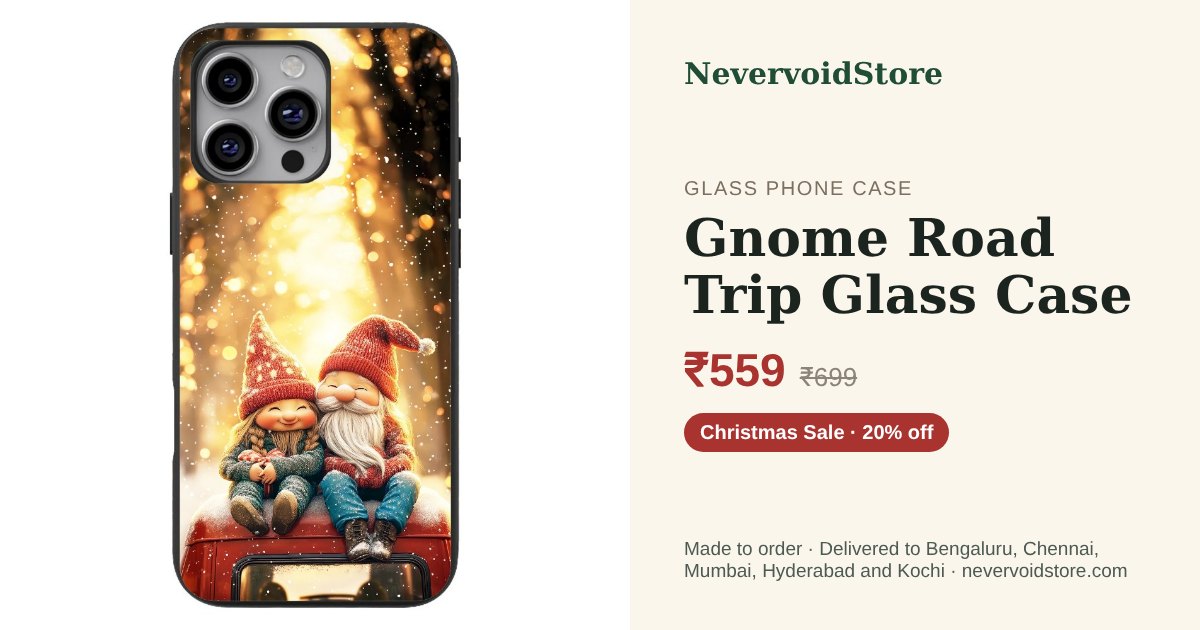 NevervoidStore
GLASS PHONE CASE
Gnome Road
Trip Glass Case
₹559 ₹699
Christmas Sale · 20% off
Made to order · Delivered to Bengaluru, Chennai,
Mumbai, Hyderabad and Kochi · nevervoidstore.com